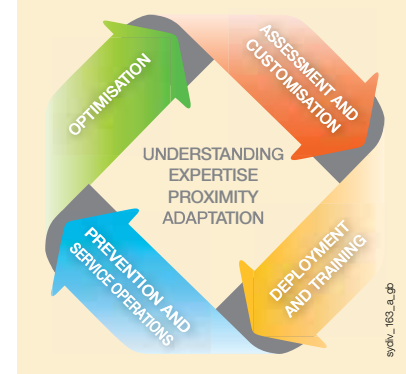 OPTIMISATION
ASSESSMENT AND
CUSTOMISATION
UNDERSTANDING
EXPERTISE
PROXIMITY
ADAPTATION
PREVENTION AND
SERVICE OPERATIONS
DEPLOYMENT
AND TRAINING
sydiv_163_a_gb